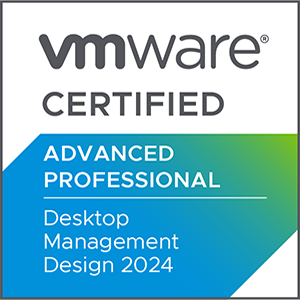 vmware®
CERTIFIED
ADVANCED
PROFESSIONAL
Desktop
Management
Design 2024